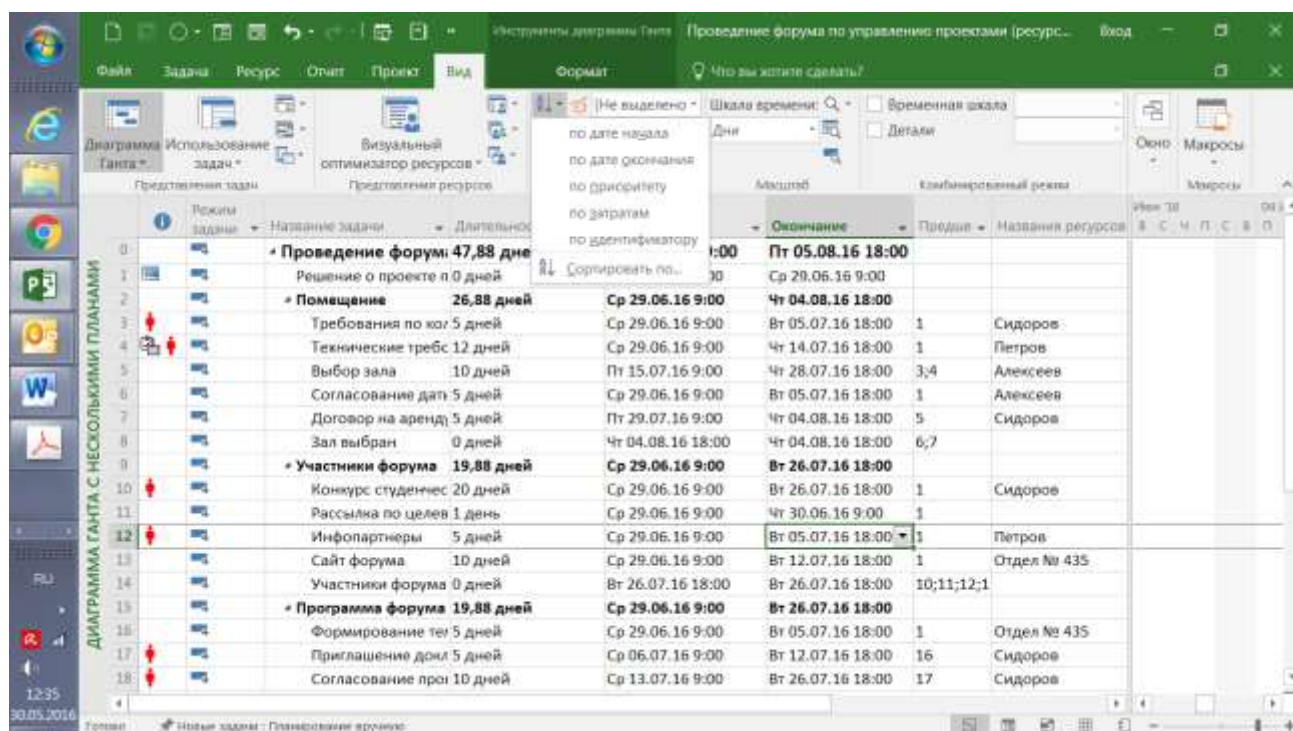 Инструменты диаграммы Ганта Проведение форума по управлению проектами (ресурс... Вход
Файл Задача Ресурс Отчет Проект Вид Формат Что вы хотите сделать?
Диаграмма Ганта
Использование задач
Визуальный оптимизатор ресурсов
[Не выделено
Шкала времени:
Дни
Временная шкала
Детали
Окно
Макросы
Представления задач Представления ресурсов Масштаб Комбинированный режим Макросы
по дате начала
по дате окончания
по приоритету
по затратам
по идентификатору
Сортировать по...
Режим задачи Название задачи Длительнос Окончание Предше Названия ресурсов
В С Ч П С В П
0 Проведение форум 47,88 дне 9:00 Пт 05.08.16 18:00
1 Решение о проекте п 0 дней Ср 29.06.16 9:00
2 Помещение 26,88 дней Ср 29.06.16 9:00 Чт 04.08.16 18:00
3 Требования по кол 5 дней Ср 29.06.16 9:00 Вт 05.07.16 18:00 1 Сидоров
4 Технические требс 12 дней Ср 29.06.16 9:00 Чт 14.07.16 18:00 1 Петров
5 Выбор зала 10 дней Пт 15.07.16 9:00 Чт 28.07.16 18:00 3;4 Алексеев
6 Согласование дать 5 дней Ср 29.06.16 9:00 Вт 05.07.16 18:00 1 Алексеев
7 Договор на аренду 5 дней Пт 29.07.16 9:00 Чт 04.08.16 18:00 5 Сидоров
8 Зал выбран 0 дней Чт 04.08.16 18:00 Чт 04.08.16 18:00 6;7
9 Участники форума 19,88 дней Ср 29.06.16 9:00 Вт 26.07.16 18:00
10 Конкурс студенчес 20 дней Ср 29.06.16 9:00 Вт 26.07.16 18:00 1 Сидоров
11 Рассылка по целев 1 день Ср 29.06.16 9:00 Чт 30.06.16 9:00 1
12 Инфопартнеры 5 дней Ср 29.06.16 9:00 Вт 05.07.16 18:00 1 Петров
13 Сайт форума 10 дней Ср 29.06.16 9:00 Вт 12.07.16 18:00 1 Отдел № 435
14 Участники форума 0 дней Вт 26.07.16 18:00 Вт 26.07.16 18:00 10;11;12;1
15 Программа форума 19,88 дней Ср 29.06.16 9:00 Вт 26.07.16 18:00
16 Формирование тег 5 дней Ср 29.06.16 9:00 Вт 05.07.16 18:00 1 Отдел № 435
17 Приглашение докл 5 дней Ср 06.07.16 9:00 Вт 12.07.16 18:00 16 Сидоров
18 Согласование прог 10 дней Ср 13.07.16 9:00 Вт 26.07.16 18:00 17 Сидоров
ДИАГРАММА ГАНТА С НЕСКОЛЬКИМИ ПЛАНАМИ
RU
12:35
30.05.2016
Готово Новые задачи : Планирование вручную